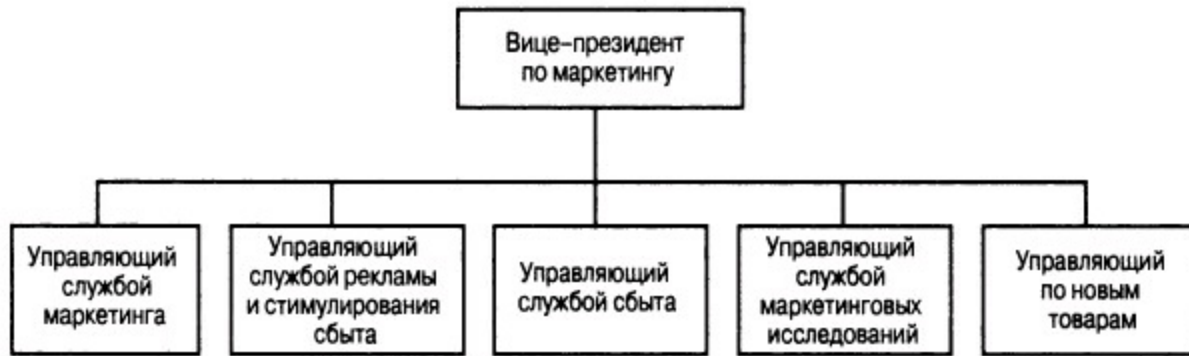 Вице-президент
по маркетингу
Управляющий
службой
маркетинга
Управляющий
службой рекламы
и стимулирования
сбыта
Управляющий
службой сбыта
Управляющий
службой
маркетинговых
исследований
Управляющий
по новым
товарам